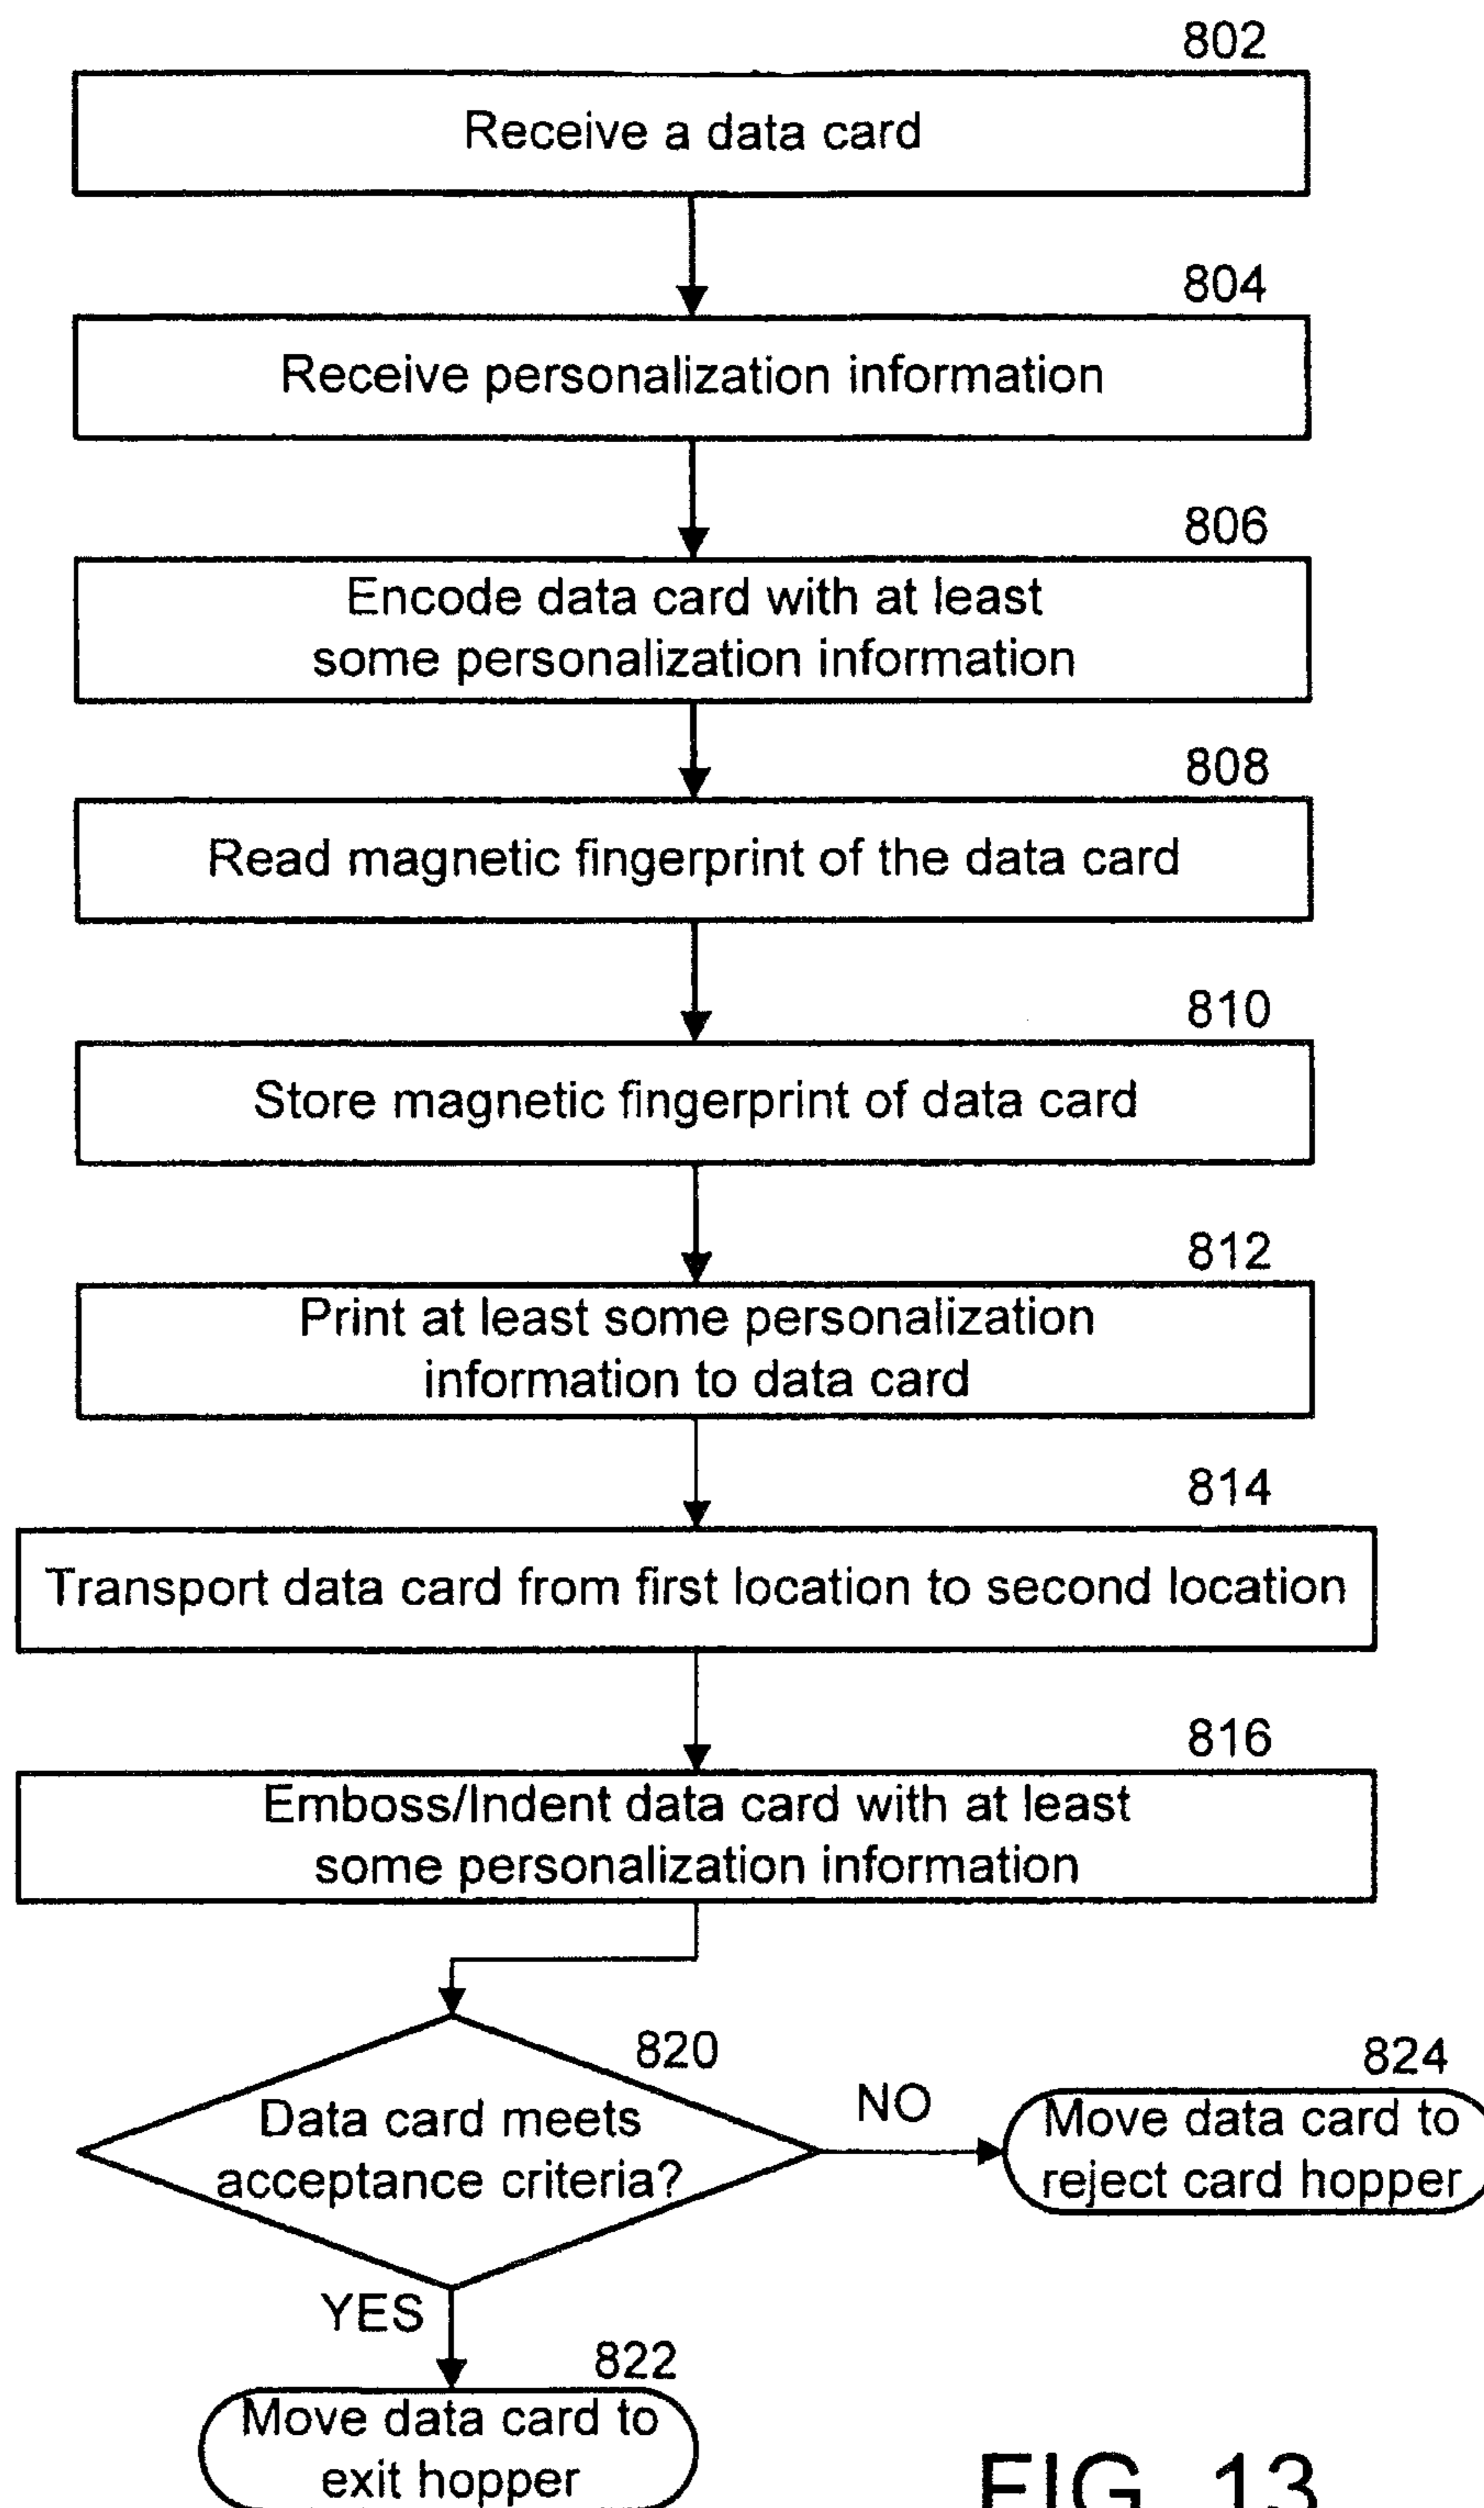 802
Receive a data card
804
Receive personalization information
806
Encode data card with at least
some personalization information
808
Read magnetic fingerprint of the data card
810
Store magnetic fingerprint of data card
812
Print at least some personalization
information to data card
814
Transport data card from first location to second location
816
Emboss/Indent data card with at least
some personalization information
820
Data card meets
acceptance criteria?
NO
824
Move data card to
reject card hopper
YES
822
Move data card to
exit hopper
FIG. 13